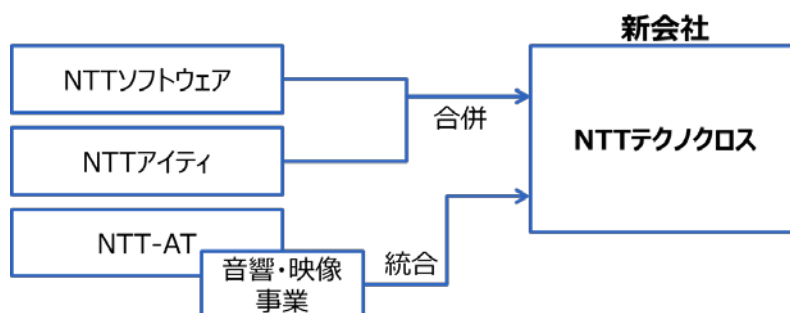 新会社
NTTソフトウェア
合併
NTTテクノクロス
NTTアイティ
NTT-AT
音響・映像
事業
統合